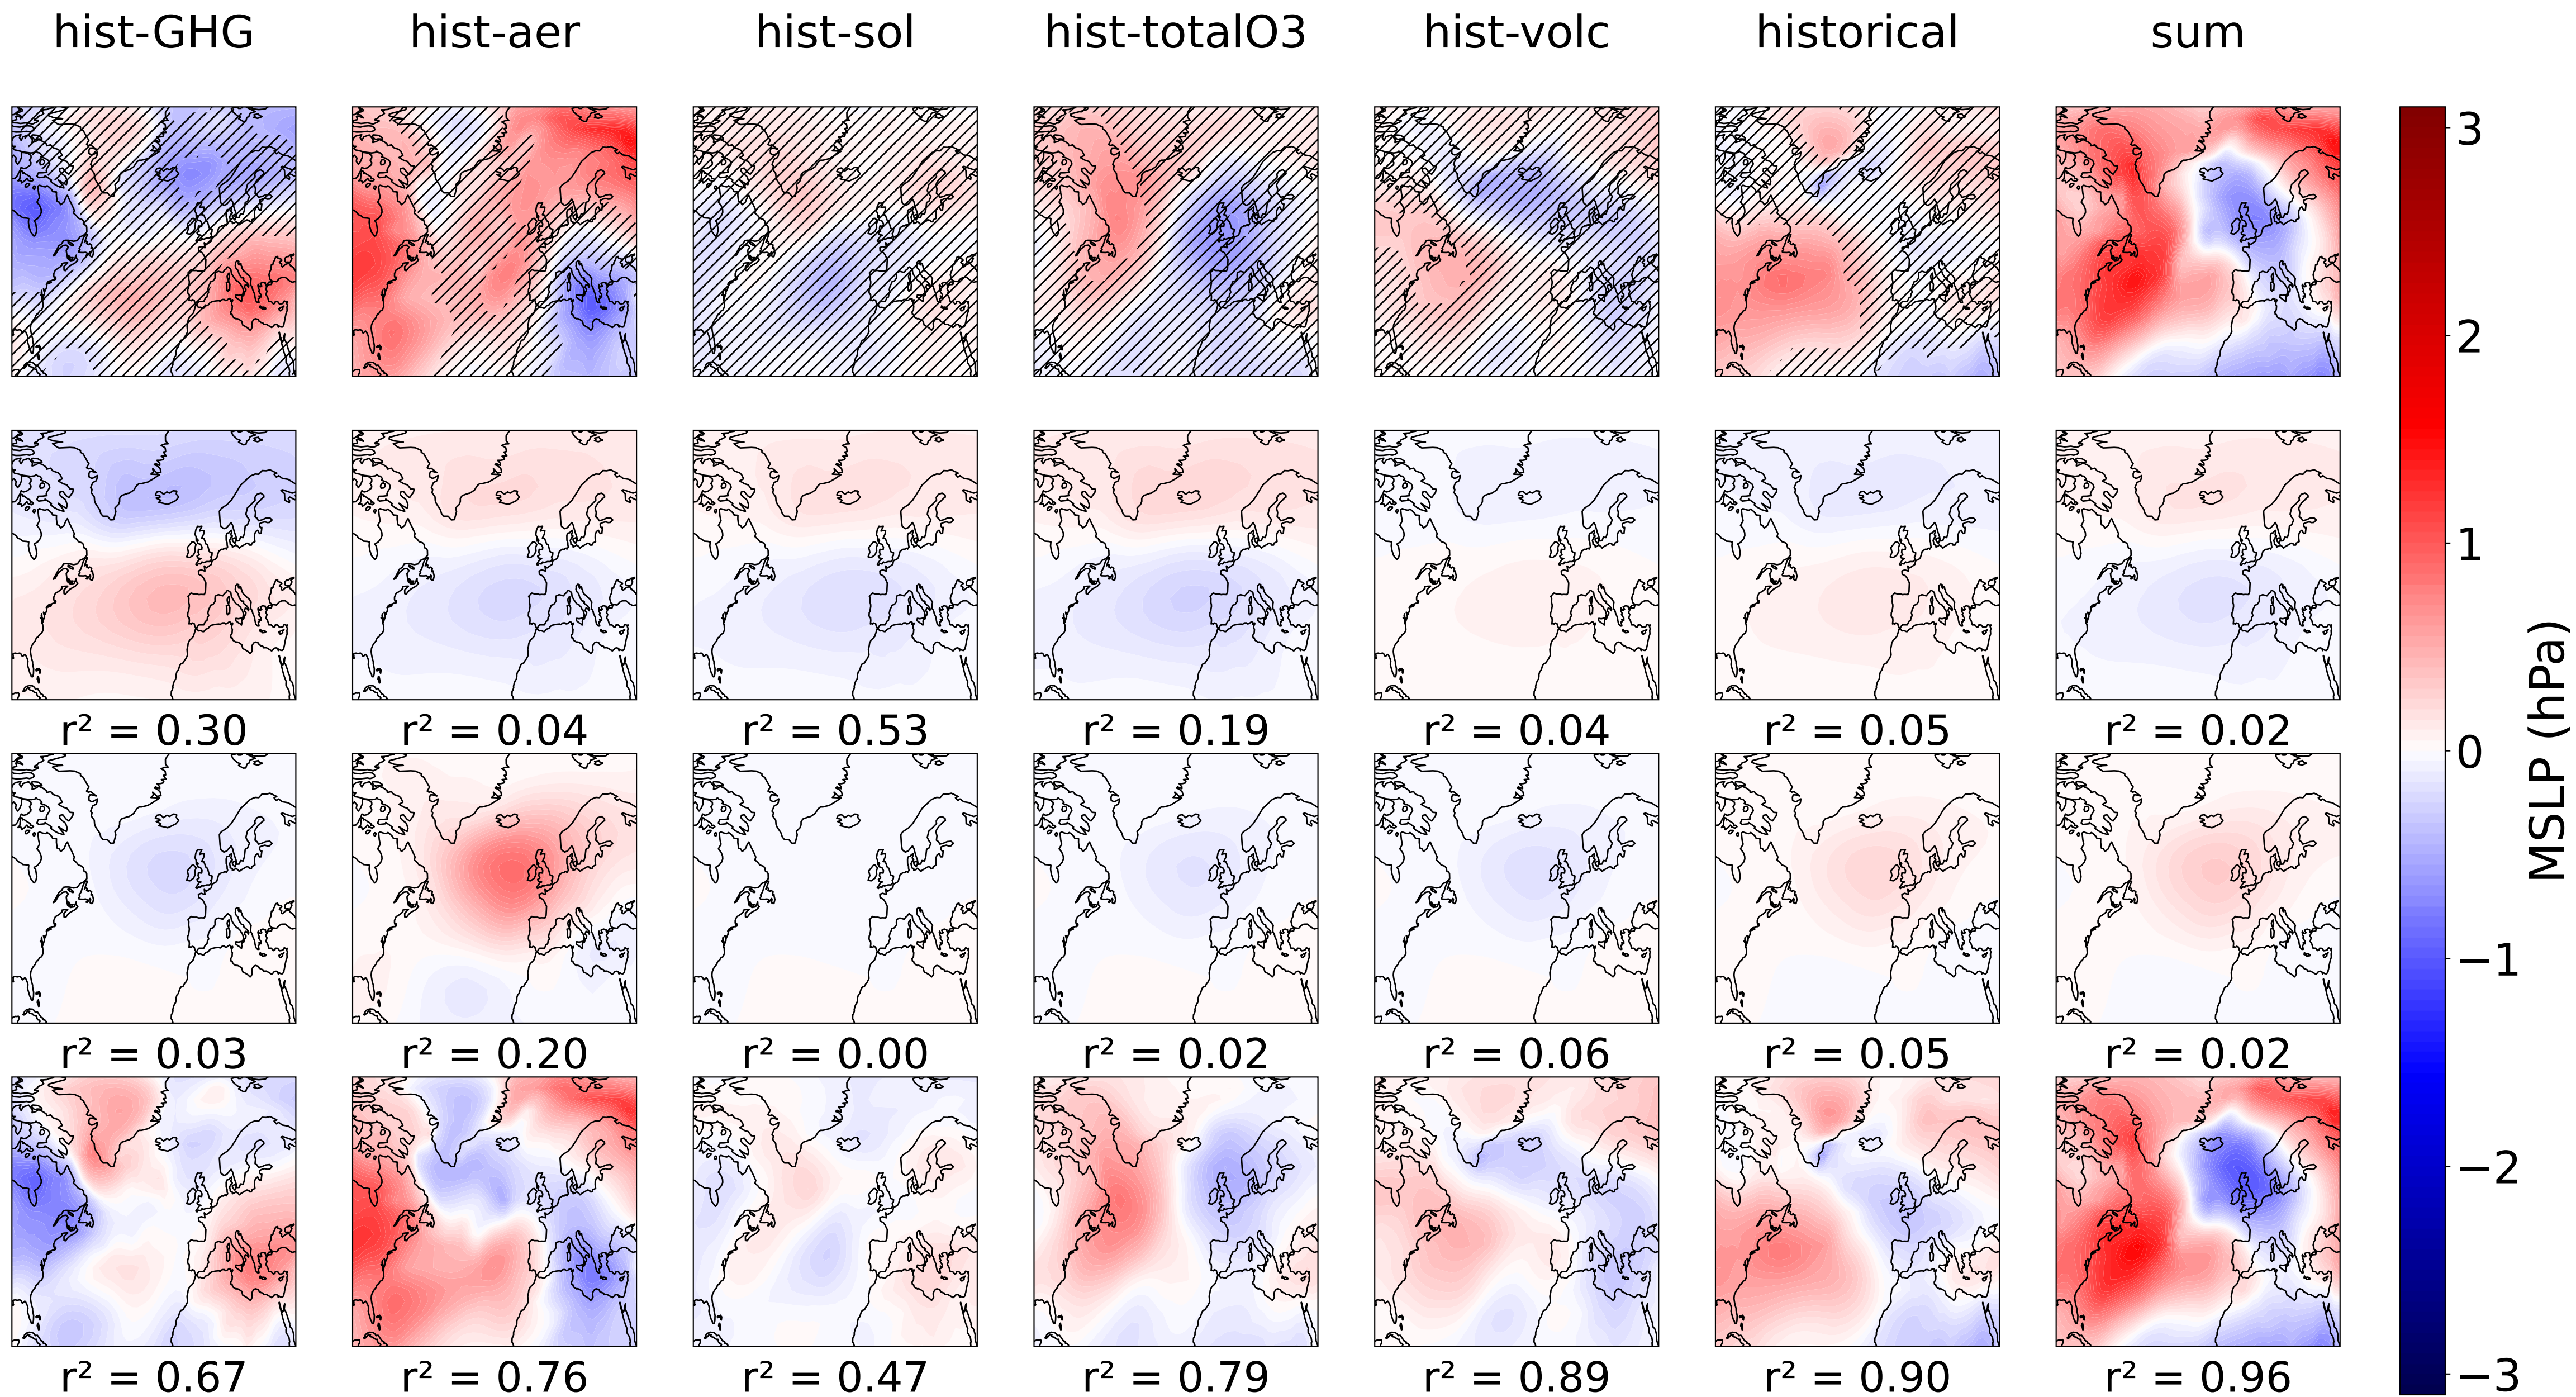 hist-GHG hist-aer hist-sol hist-totalO3 hist-volc historical sum
r² = 0.30 r² = 0.04 r² = 0.53 r² = 0.19 r² = 0.04 r² = 0.05 r² = 0.02
r² = 0.03 r² = 0.20 r² = 0.00 r² = 0.02 r² = 0.06 r² = 0.05 r² = 0.02
r² = 0.67 r² = 0.76 r² = 0.47 r² = 0.79 r² = 0.89 r² = 0.90 r² = 0.96
3
2
1
0
−1
−2
−3
MSLP (hPa)